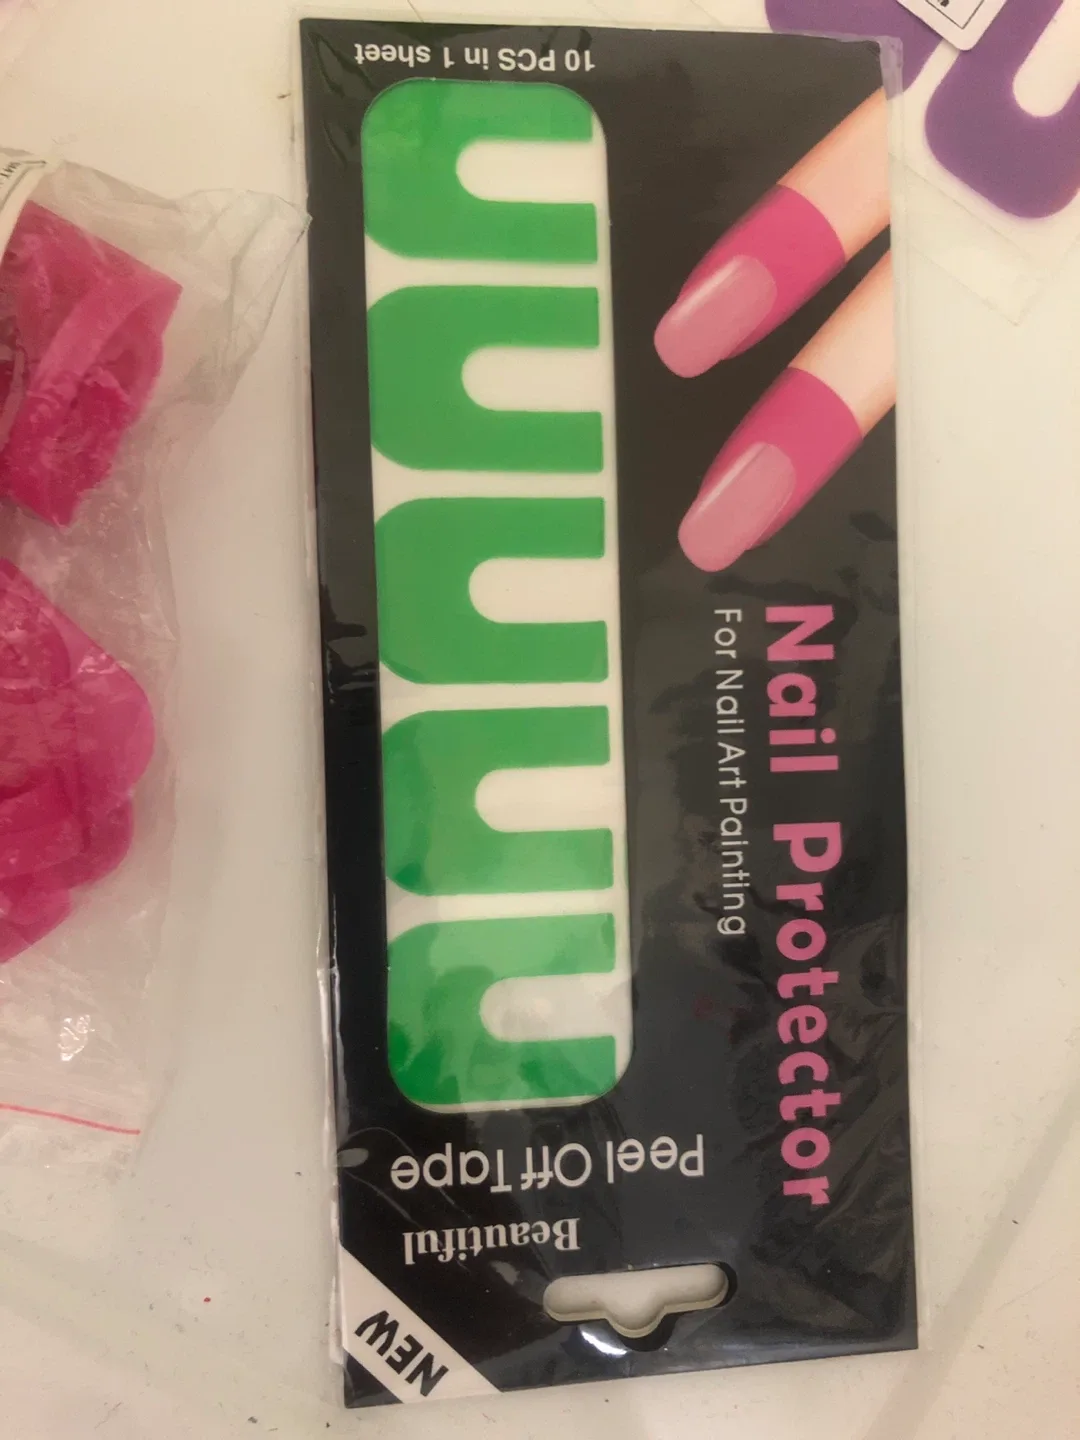 NEW
Beautiful
Peel Off Tape
Nail Protector
For Nail Art Painting
10 PCS in 1 sheet